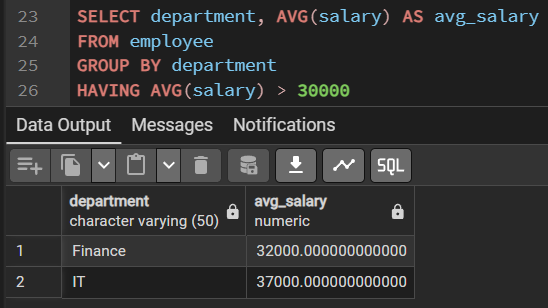 23 SELECT department, AVG(salary) AS avg_salary
24 FROM employee
25 GROUP BY department
26 HAVING AVG(salary) > 30000
Data Output Messages Notifications
SQL
department avg_salary
character varying (50) numeric
1 Finance 32000.000000000000
2 IT 37000.000000000000